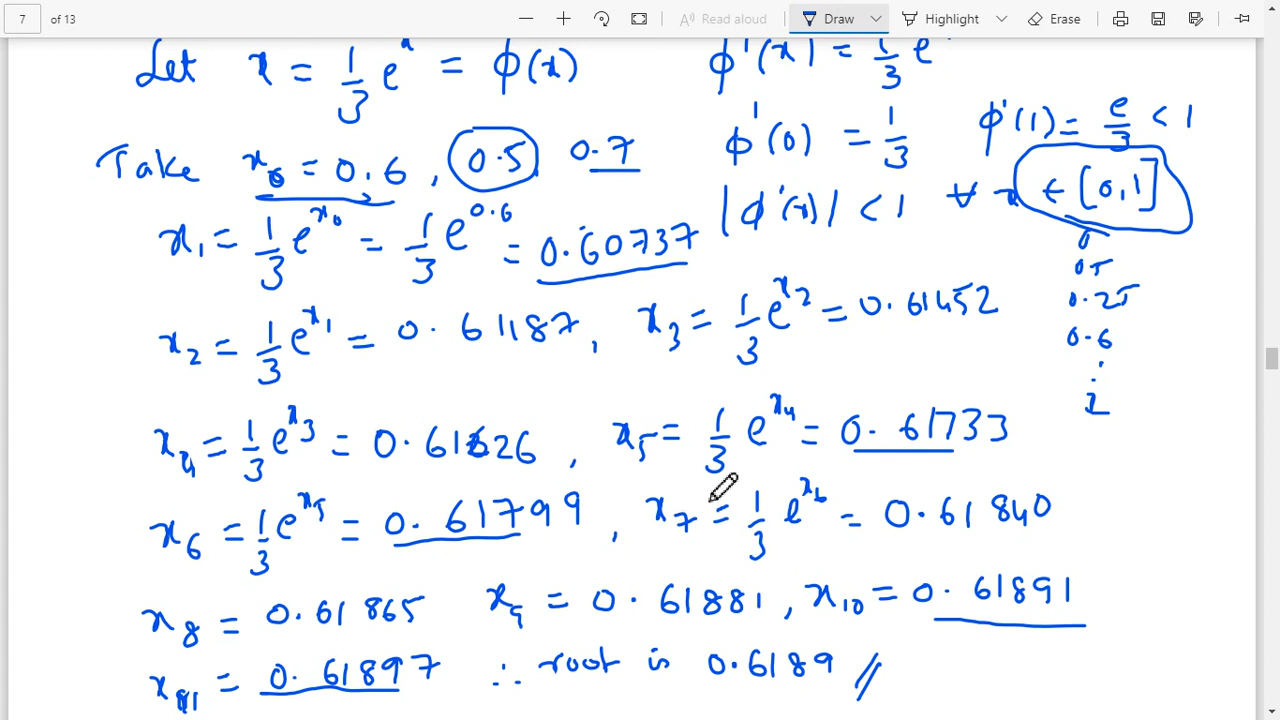 7 of 13 Read aloud Draw Highlight Erase
Let x = 1/3 e^x = φ(x) φ'(x) = 1/3 e
Take x₀ = 0.6, 0.5 0.7 φ'(0) = 1/3 φ'(1) = e/3 < 1
x₁ = 1/3 e^x₀ = 1/3 e^0.6 = 0.60737 |φ'(x)| < 1 ∀ x ∈ [0,1]
0
0.5
0.25
0.6
:
1
x₂ = 1/3 e^x₁ = 0.61187, x₃ = 1/3 e^x₂ = 0.61452
x₄ = 1/3 e^x₃ = 0.61626, x₅ = 1/3 e^x₄ = 0.61733
x₆ = 1/3 e^x₅ = 0.61799, x₇ = 1/3 e^x₆ = 0.61840
x₈ = 0.61865 x₉ = 0.61881, x₁₀ = 0.61891
x₁₁ = 0.61897 ∴ root is 0.6189 //